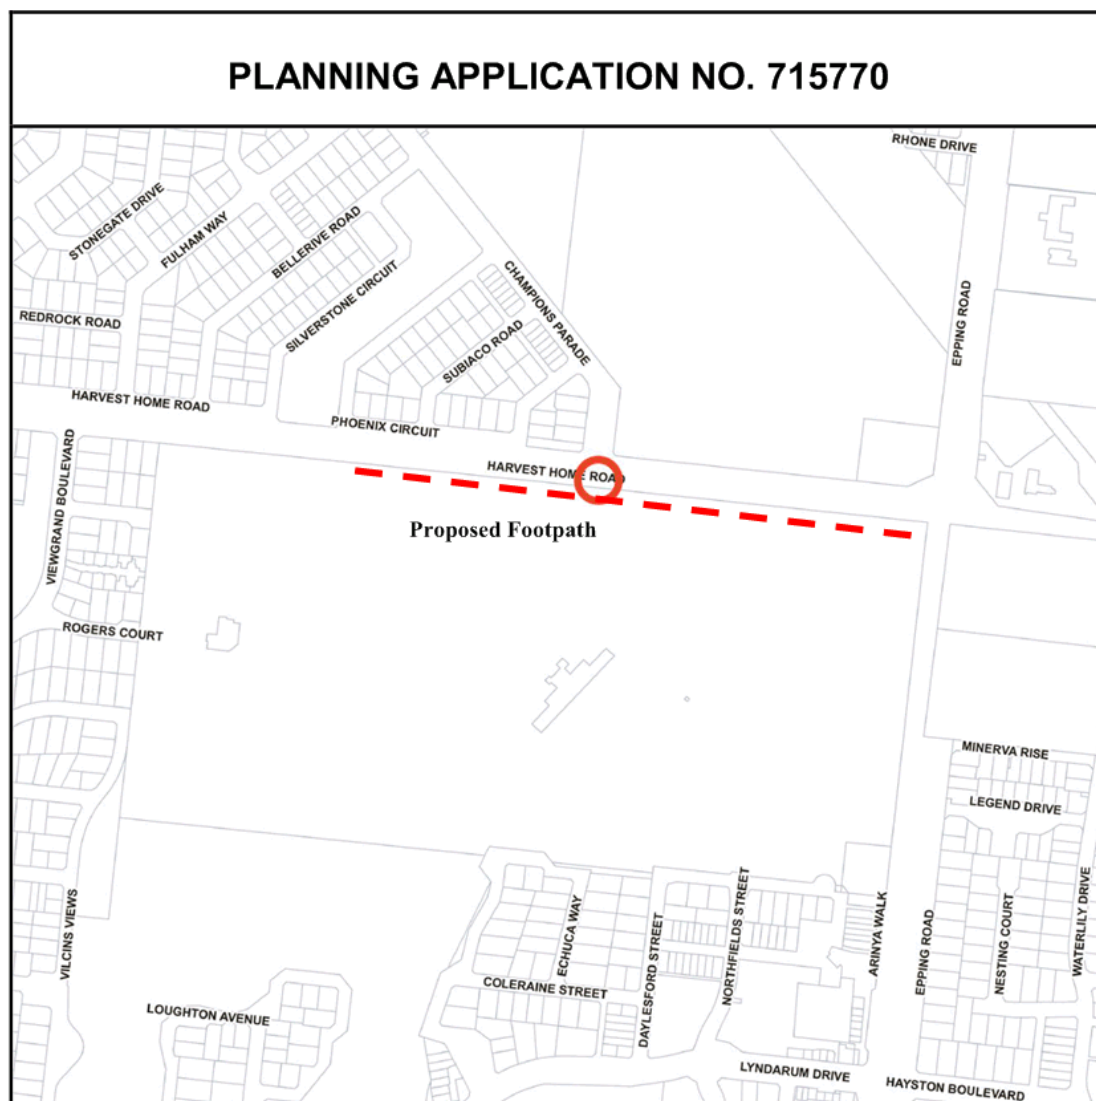 PLANNING APPLICATION NO. 715770
RHONE DRIVE
STONEGATE DRIVE
FULHAM WAY
BELLERIVE ROAD
SILVERSTONE CIRCUIT
CHAMPIONS PARADE
EPPING ROAD
REDROCK ROAD
SUBIACO ROAD
HARVEST HOME ROAD
PHOENIX CIRCUIT
HARVEST HOME ROAD
VIEWGRAND BOULEVARD
Proposed Footpath
ROGERS COURT
MINERVA RISE
LEGEND DRIVE
VILCINS VIEWS
ECHUCA WAY
DAYLESFORD STREET
NORTHFIELDS STREET
ARINYA WALK
EPPING ROAD
NESTING COURT
WATERLILY DRIVE
COLERAINE STREET
LOUGHTON AVENUE
LYNDARUM DRIVE
HAYSTON BOULEVARD